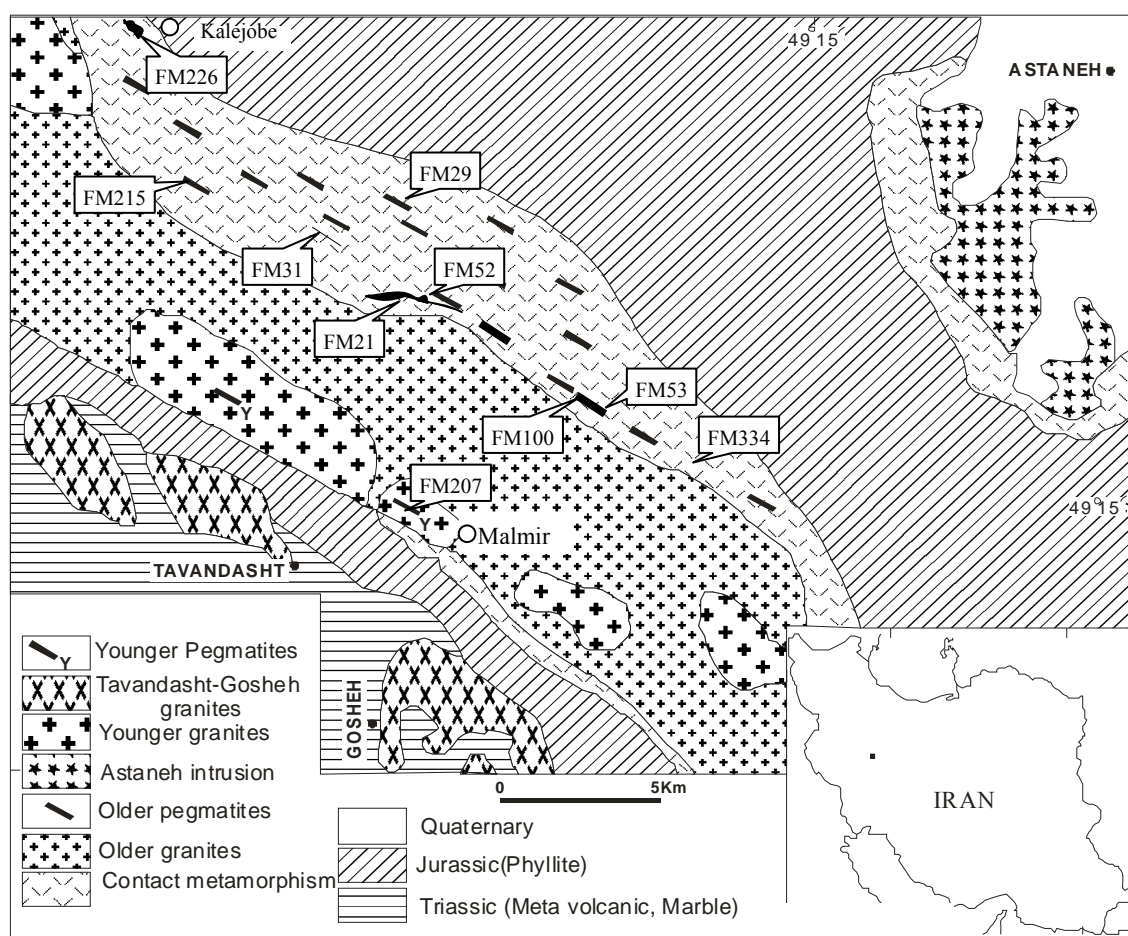 Kalejobe
49 15
ASTANEH
FM226
FM29
FM215
FM31
FM52
FM21
FM53
FM100
FM334
FM207
Y
Y
Malmir
49°15
TAVANDASHT
GOSHEH
0 5Km
Y Younger Pegmatites
Tavandasht-Gosheh
granites
Younger granites
Astaneh intrusion
Older pegmatites
Older granites
Contact metamorphism
Quaternary
Jurassic(Phyllite)
Triassic (Meta volcanic, Marble)
IRAN